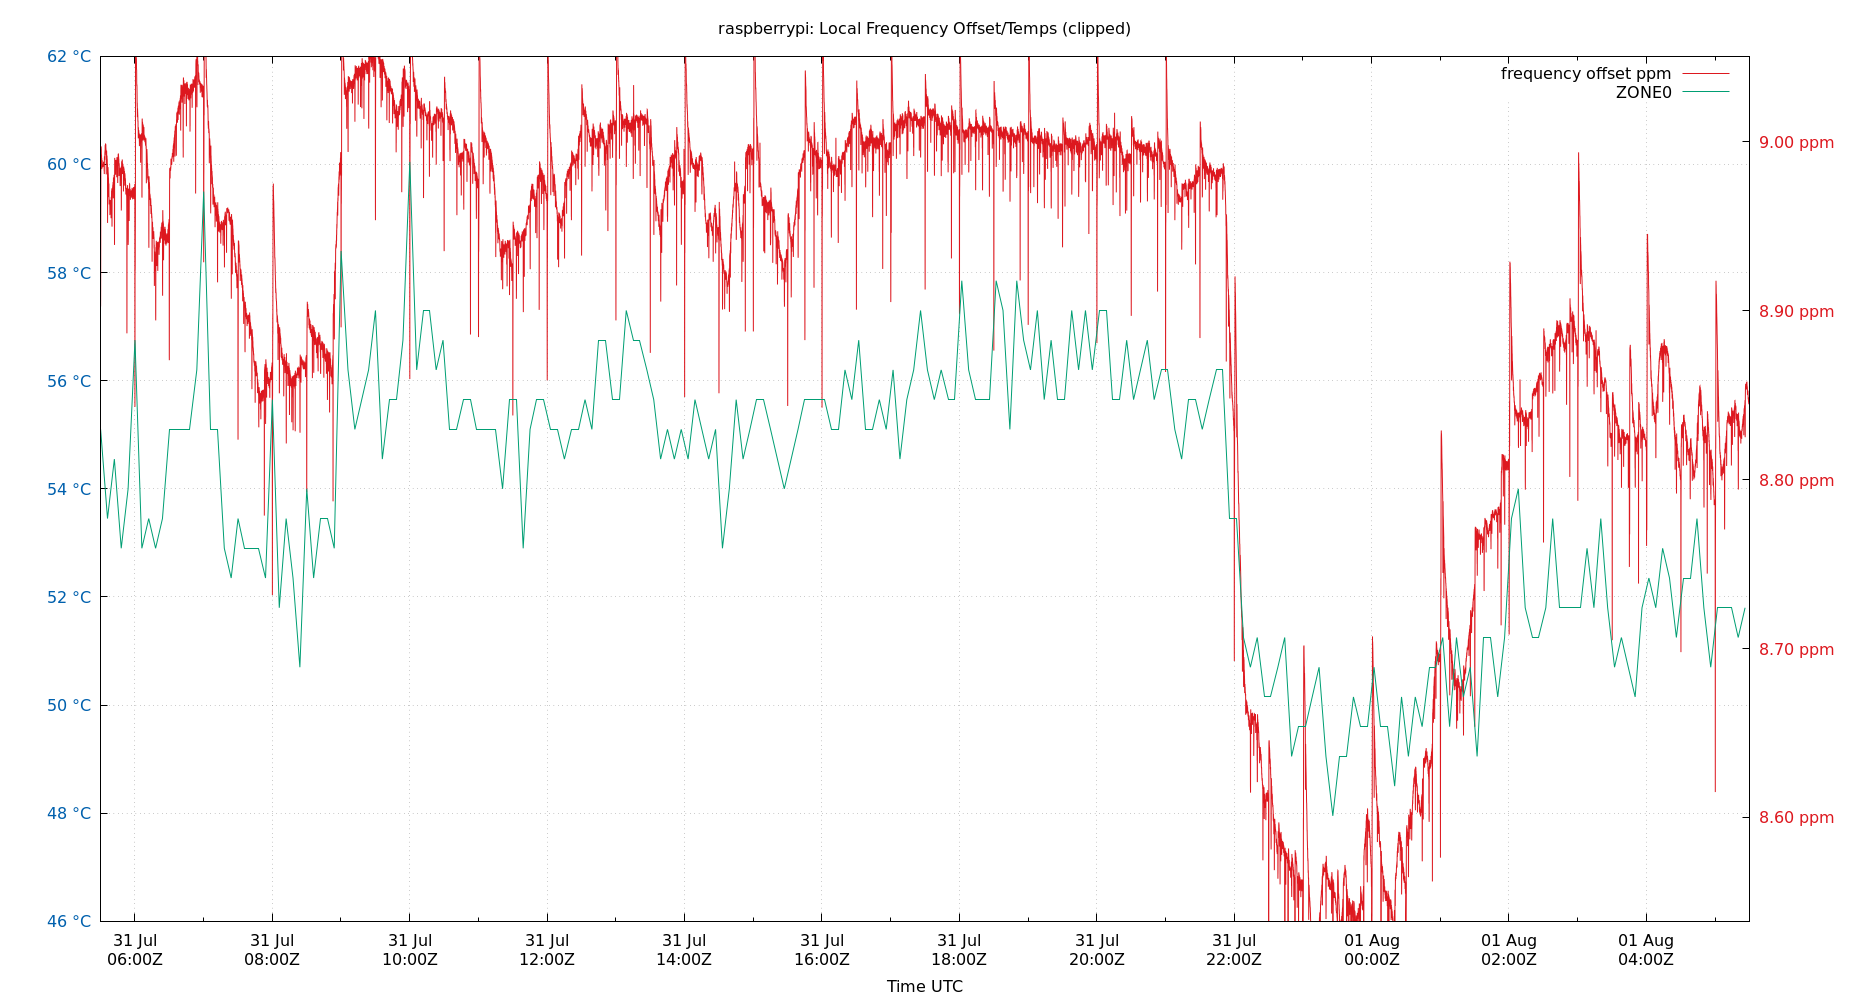 raspberrypi: Local Frequency Offset/Temps (clipped)
62 °C
60 °C
58 °C
56 °C
54 °C
52 °C
50 °C
48 °C
46 °C
frequency offset ppm
ZONE0
9.00 ppm
8.90 ppm
8.80 ppm
8.70 ppm
8.60 ppm
31 Jul 31 Jul 31 Jul 31 Jul 31 Jul 31 Jul 31 Jul 31 Jul 31 Jul 01 Aug 01 Aug 01 Aug
06:00Z 08:00Z 10:00Z 12:00Z 14:00Z 16:00Z 18:00Z 20:00Z 22:00Z 00:00Z 02:00Z 04:00Z
Time UTC